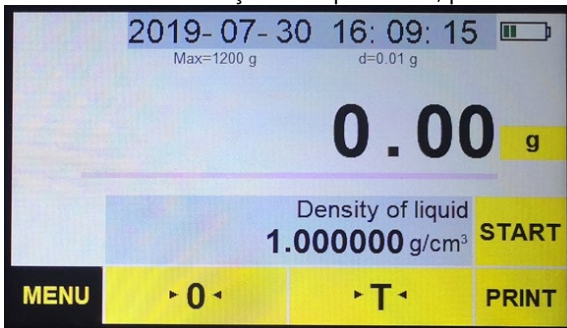 2019-07-30 16:09:15
Max=1200 g d=0.01 g
0.00 g
Density of liquid
1.000000 g/cm³
START
MENU ►0◄ ►T◄ PRINT